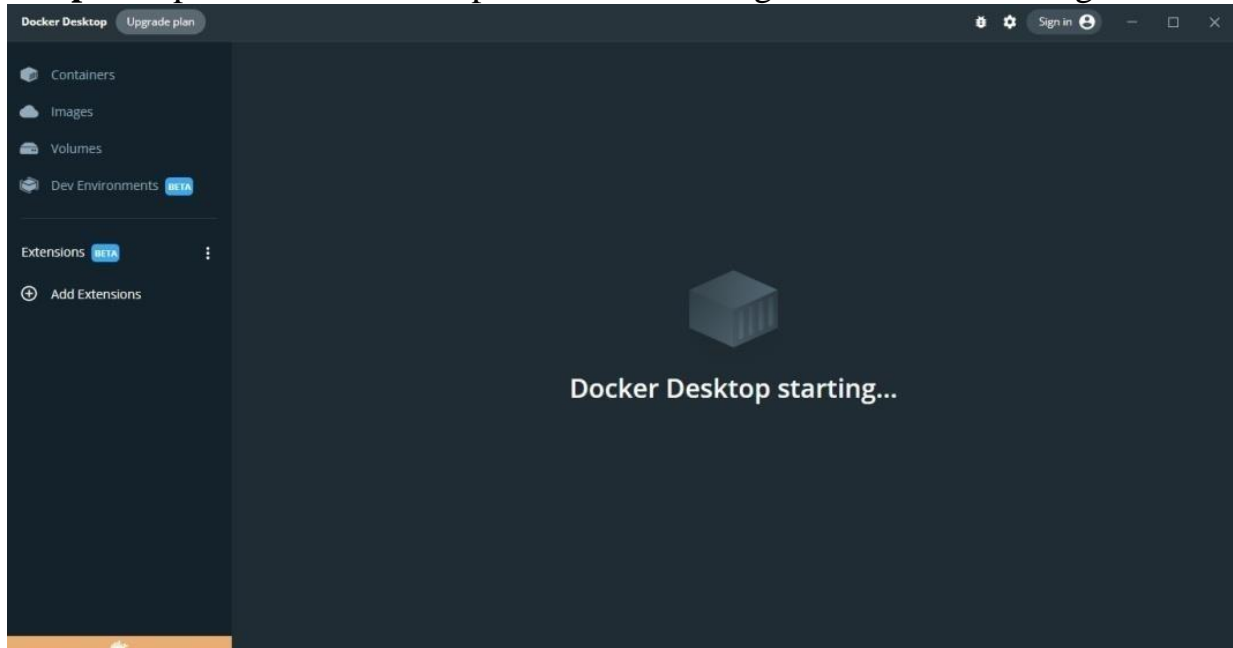 Docker Desktop Upgrade plan Sign in
Containers
Images
Volumes
Dev Environments BETA
Extensions BETA
Add Extensions
Docker Desktop starting...